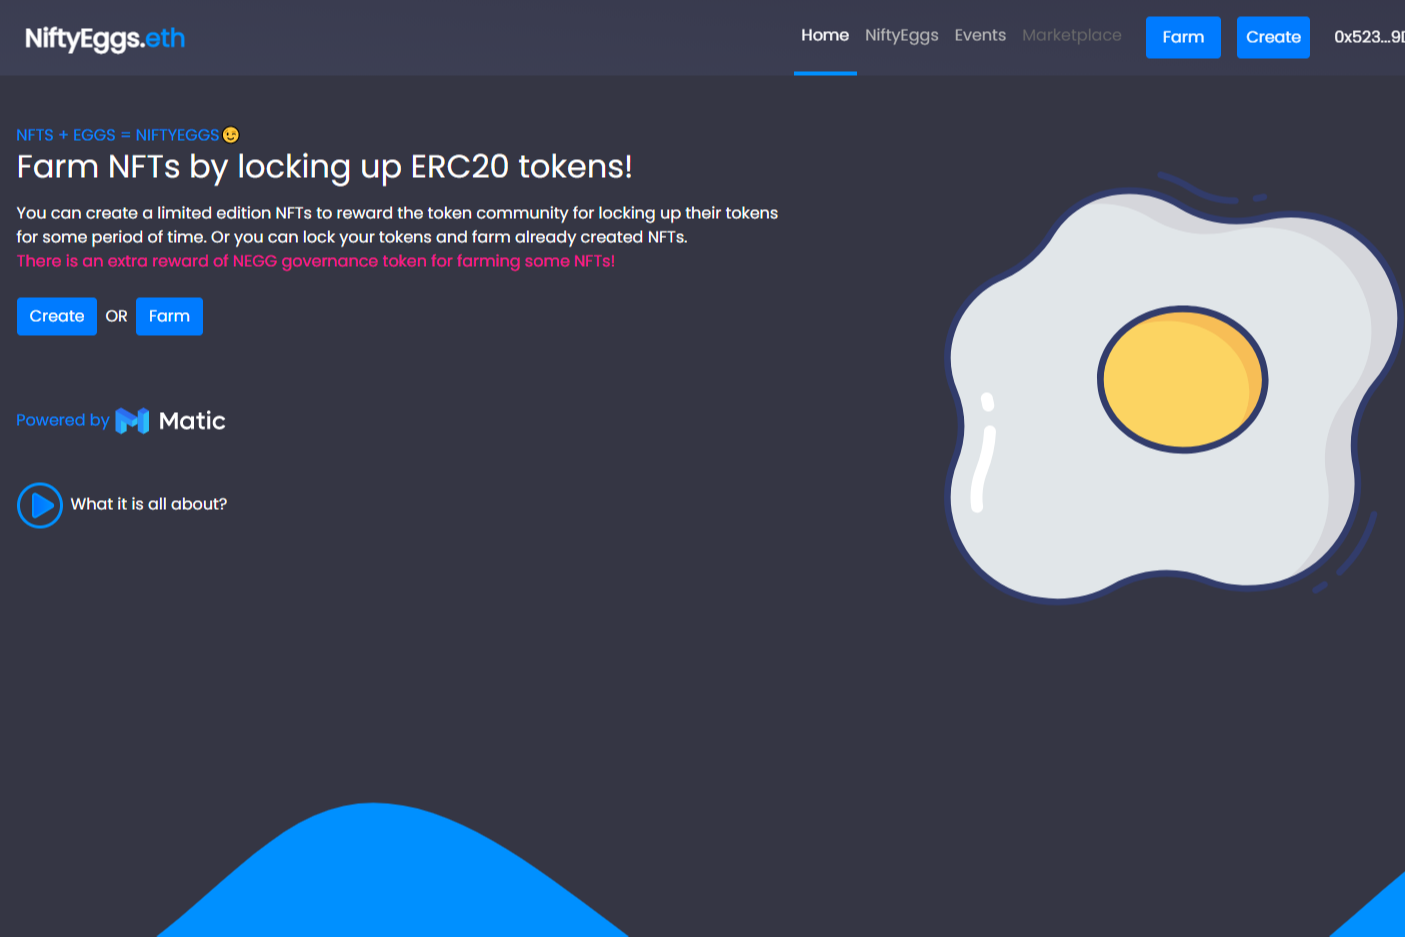 NiftyEggs.eth
Home NiftyEggs Events Marketplace Farm Create 0x523...9D
NFTS + EGGS = NIFTYEGGS😉
Farm NFTs by locking up ERC20 tokens!
You can create a limited edition NFTs to reward the token community for locking up their tokens
for some period of time. Or you can lock your tokens and farm already created NFTs.
There is an extra reward of NEGG governance token for farming some NFTs!
Create OR Farm
Powered by Matic
What it is all about?